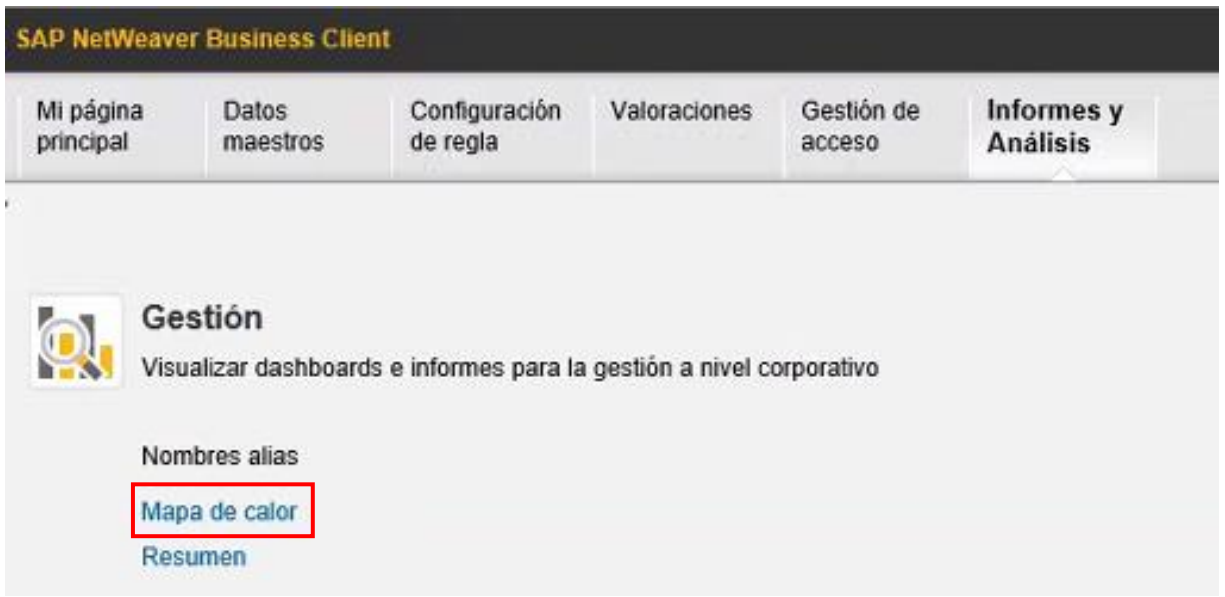 SAP NetWeaver Business Client
Mi página principal
Datos maestros
Configuración de regla
Valoraciones
Gestión de acceso
Informes y Análisis
Gestión
Visualizar dashboards e informes para la gestión a nivel corporativo
Nombres alias
Mapa de calor
Resumen